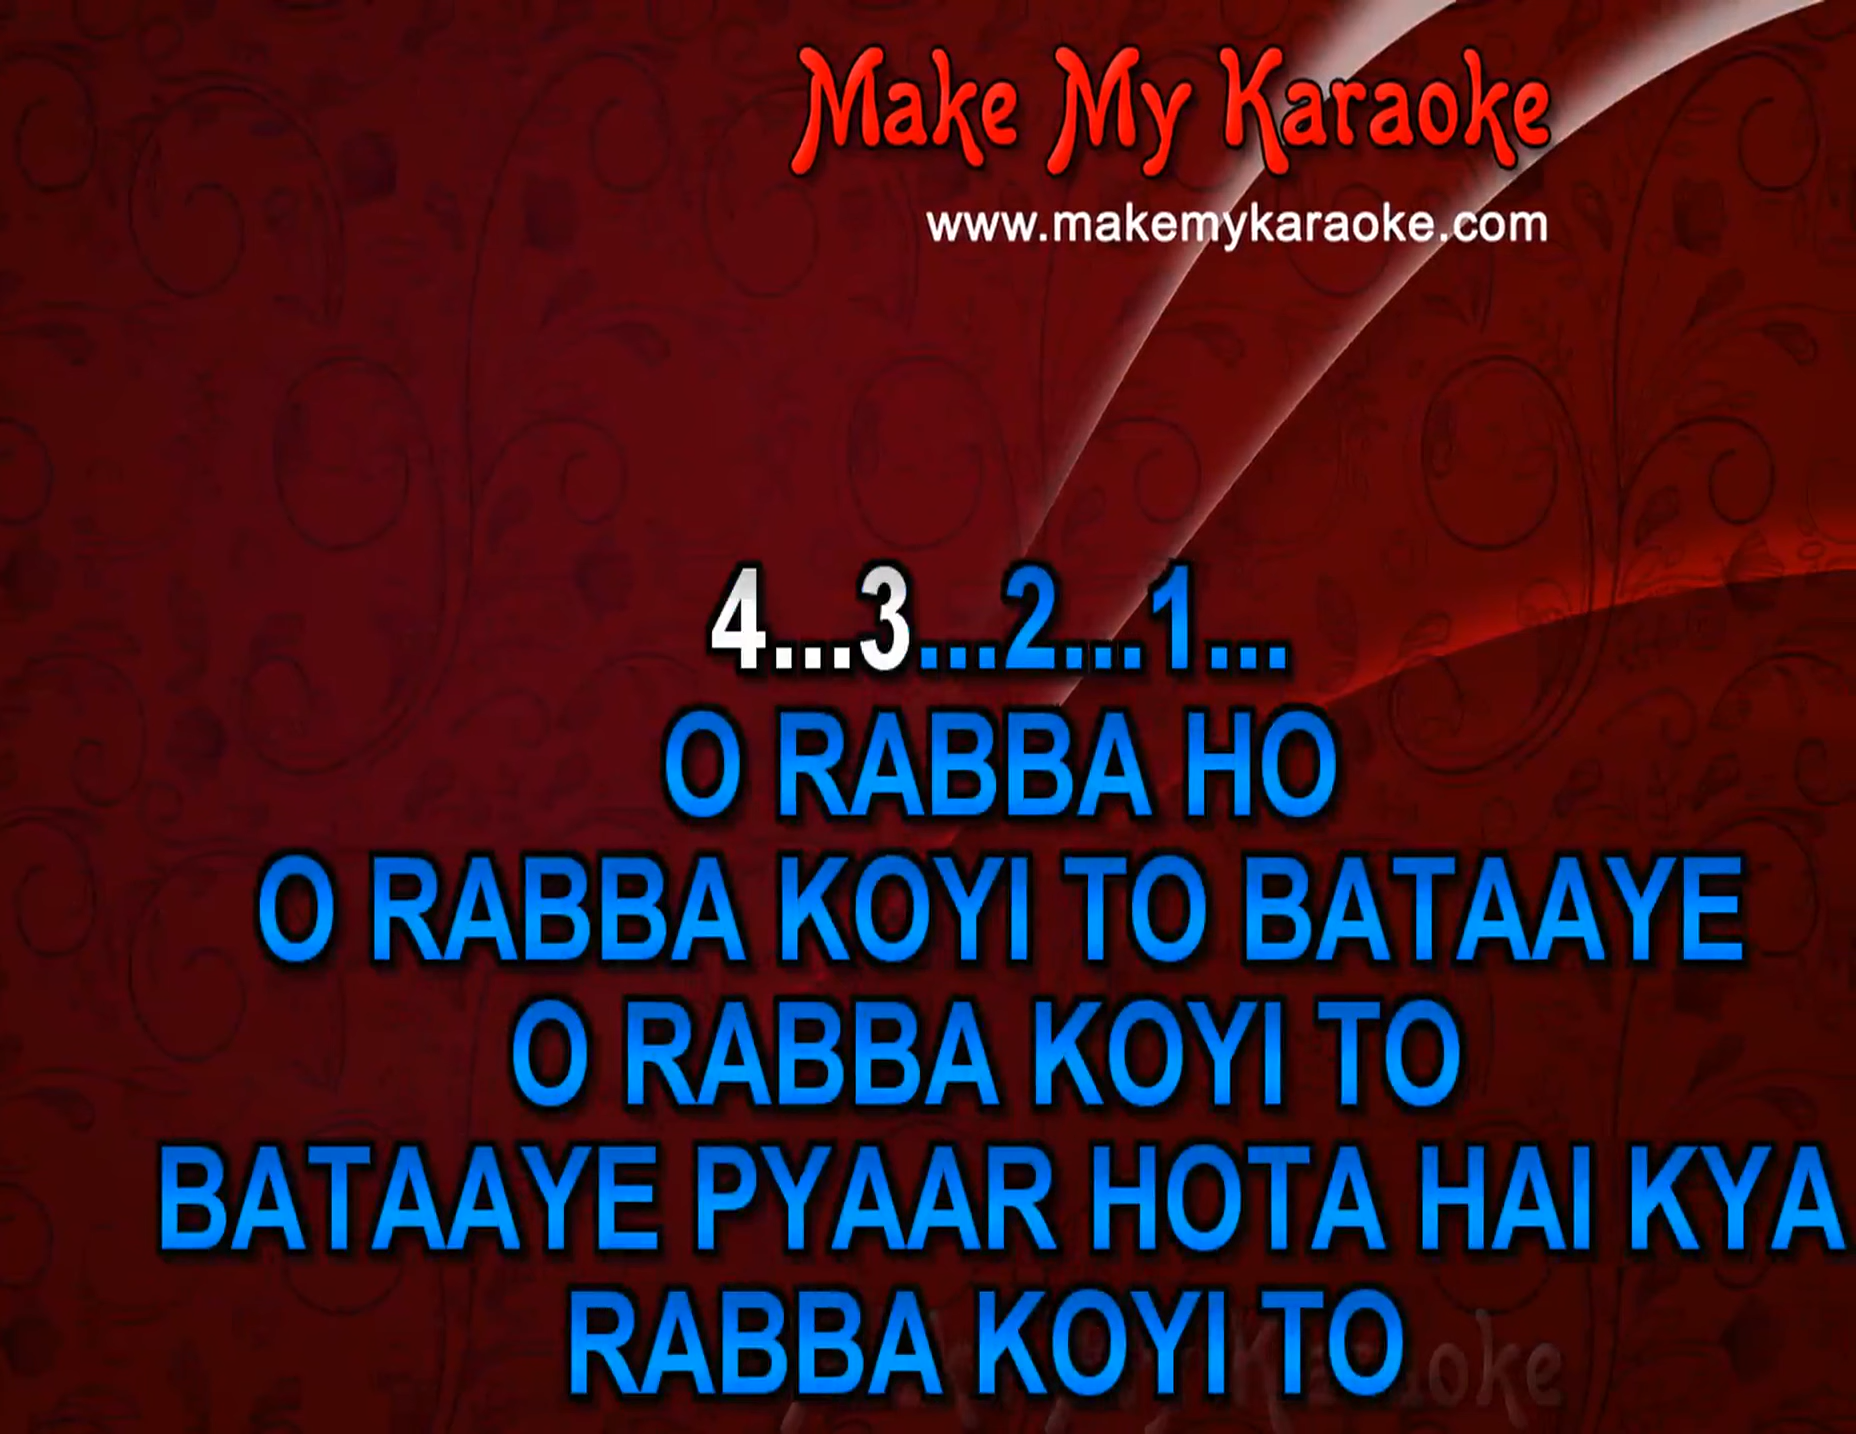 Make My Karaoke
www.makemykaraoke.com
4...3...2...1...
O RABBA HO
O RABBA KOYI TO BATAAYE
O RABBA KOYI TO
BATAAYE PYAAR HOTA HAI KYA
RABBA KOYI TO